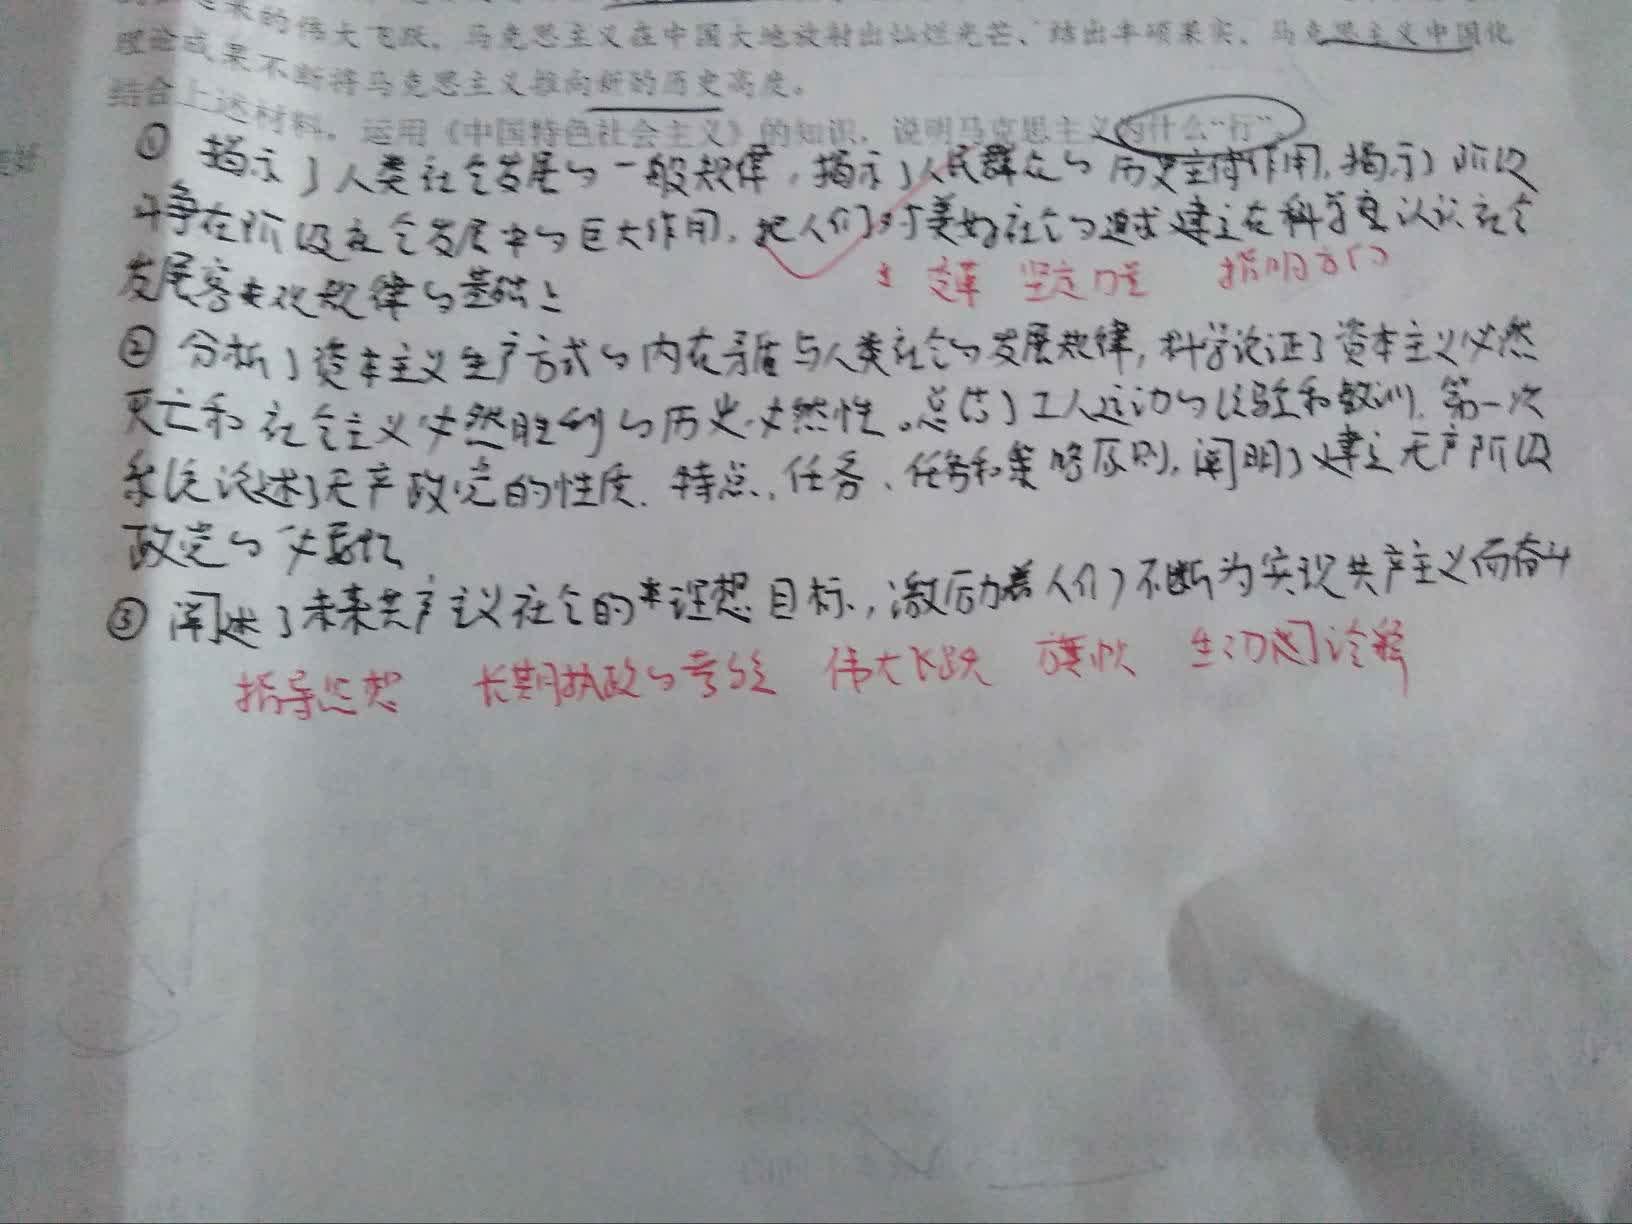 来的伟大飞跃。马克思主义在中国大地放射出灿烂光芒、结出丰硕果实，马克思主义中国化
理论成果不断将马克思主义推向新的历史高度。
结合上述材料，运用《中国特色社会主义》的知识，说明马克思主义为什么“行”。
① 揭示了人类社会发展的一般规律，揭示了人民群众的历史主体作用，揭示了阶级
斗争在阶级社会发展中的巨大作用，把人们对美好社会的追求建立在科学认识社会
发展客观规律的基础上
变革 坚定 指明方向
② 分析了资本主义生产方式的内在矛盾与人类社会的发展规律，科学论证了资本主义必然
灭亡和社会主义必然胜利的历史必然性。总结了工人运动的经验和教训，第一次
系统论述了无产政党的性质、特点、任务、任务和策略原则，阐明了建立无产阶级
政党的必要性
③ 阐述了未来共产主义社会的理想目标，激励着人们不断为实现共产主义而奋斗
指导思想 长期执政的 伟大飞跃 旗帜 生动诠释